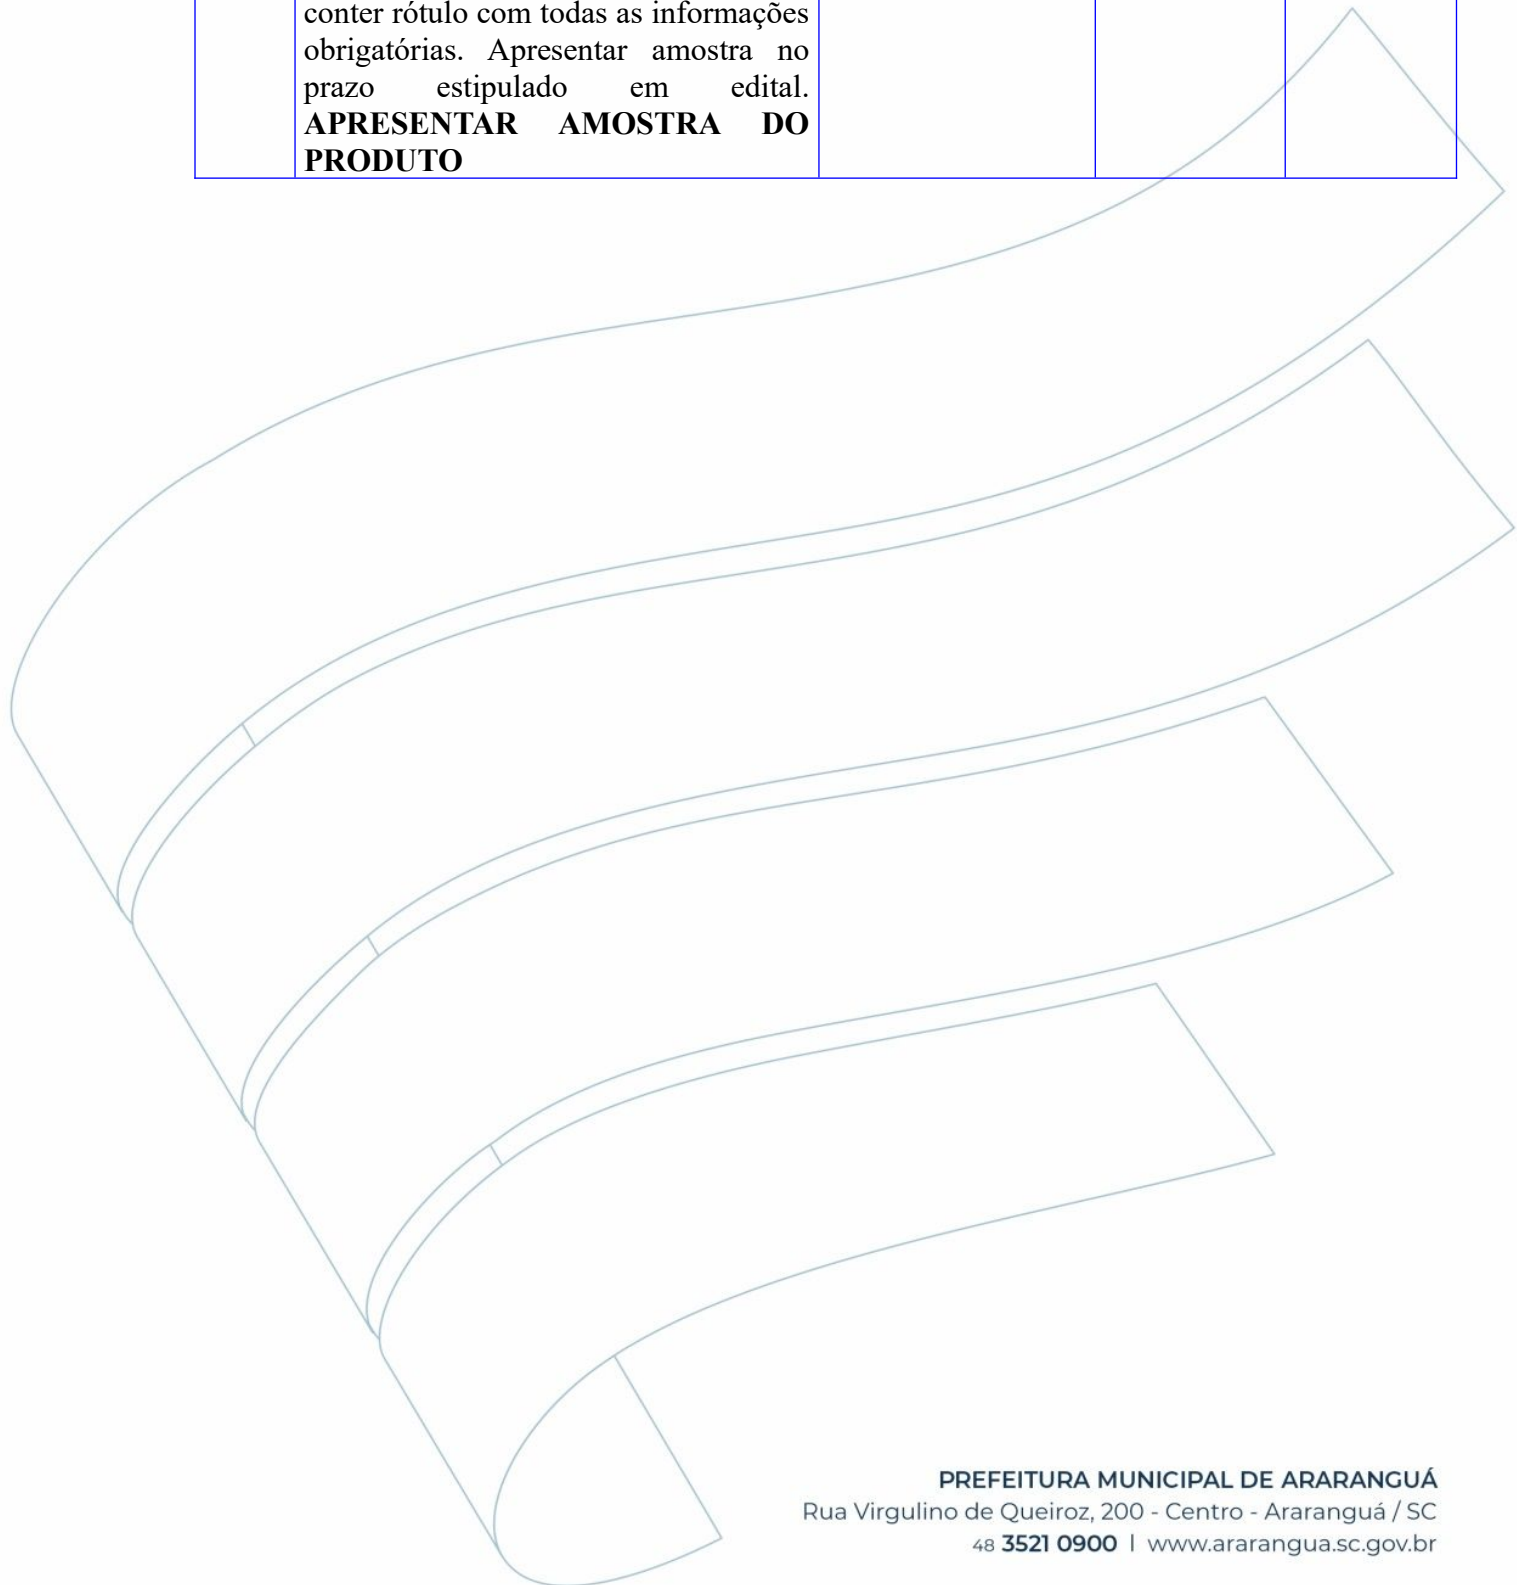 conter rótulo com todas as informações
obrigatórias. Apresentar amostra no
prazo estipulado em edital.
APRESENTAR AMOSTRA DO
PRODUTO
PREFEITURA MUNICIPAL DE ARARANGUÁ
Rua Virgulino de Queiroz, 200 - Centro - Araranguá / SC
48 3521 0900 | www.ararangua.sc.gov.br